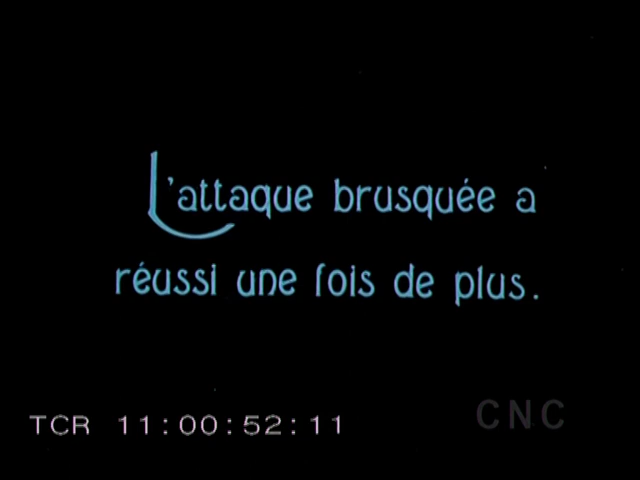 L'attaque brusquée a
réussi une fois de plus.
TCR 11:00:52:11
CNC